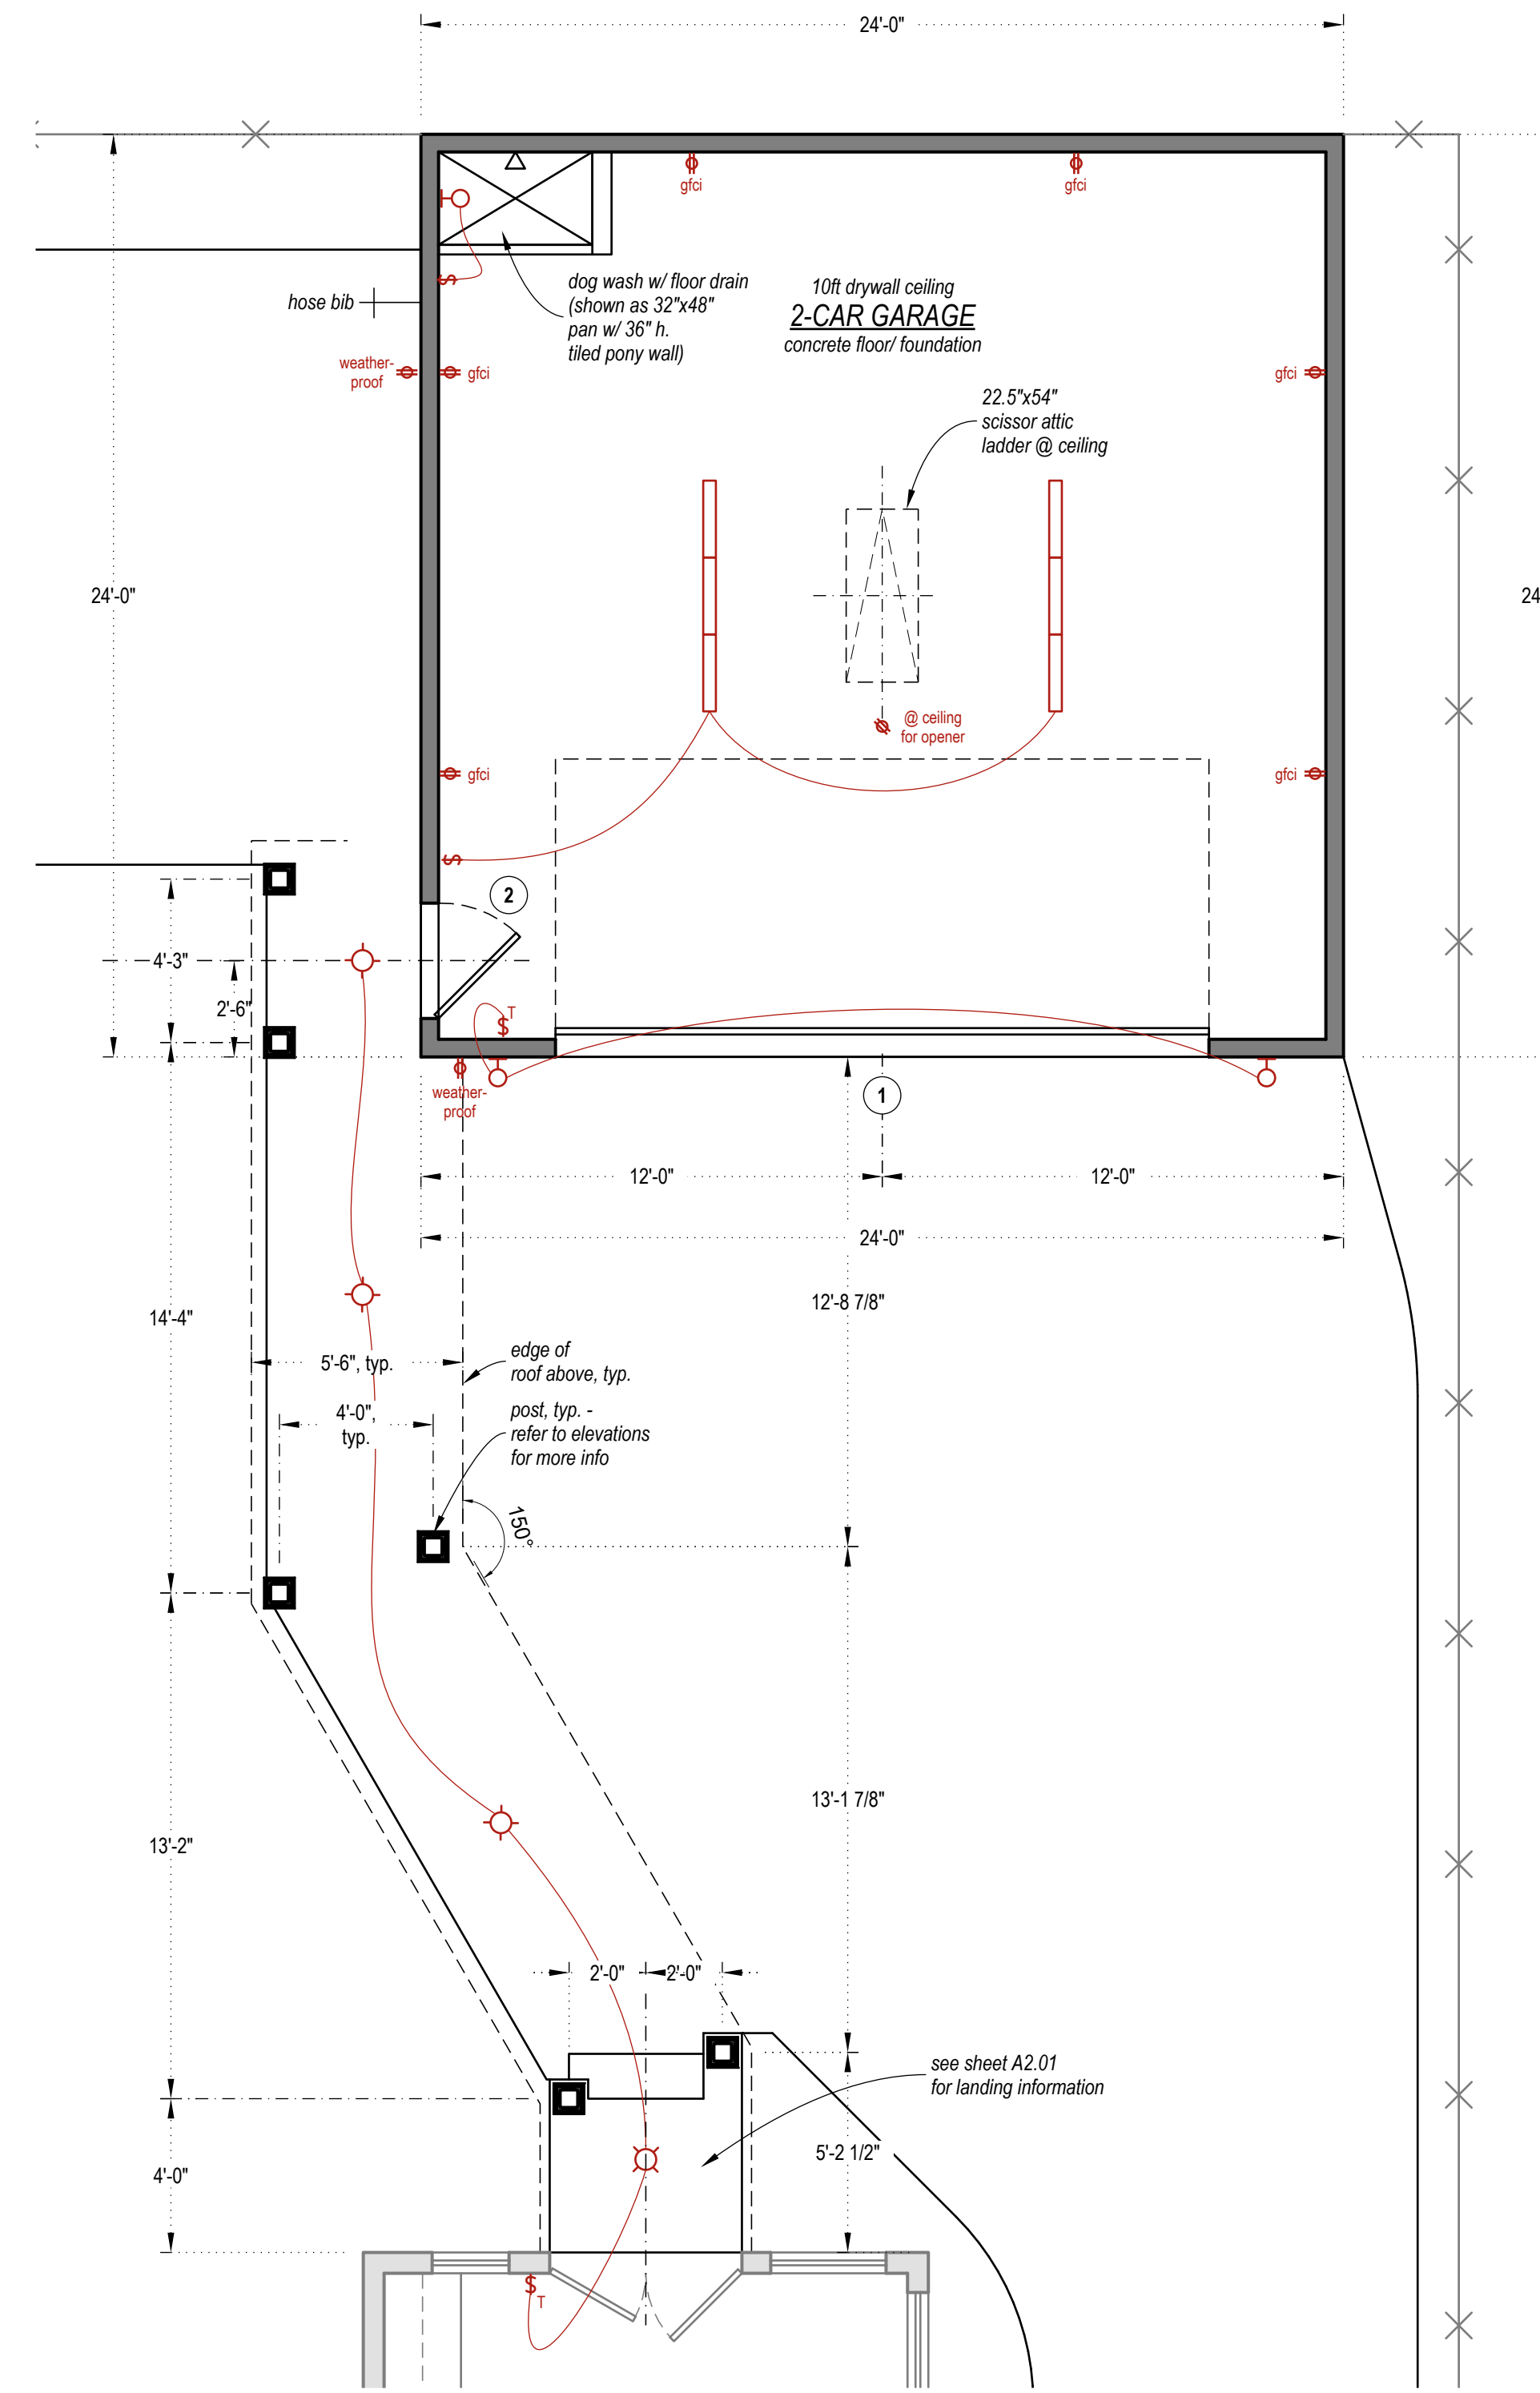 24'-0"
gfci
gfci
dog wash w/ floor drain
(shown as 32"x48"
pan w/ 36" h.
tiled pony wall)
10ft drywall ceiling
2-CAR GARAGE
concrete floor/ foundation
hose bib
$
weather-
proof
gfci
gfci
22.5"x54"
scissor attic
ladder @ ceiling
24'-0"
24
@ ceiling
for opener
gfci
gfci
$
2
4'-3"
2'-6"
$T
weather-
proof
1
12'-0"
12'-0"
24'-0"
12'-8 7/8"
14'-4"
5'-6", typ.
edge of
roof above, typ.
4'-0",
typ.
post, typ. -
refer to elevations
for more info
150°
13'-1 7/8"
13'-2"
2'-0"
2'-0"
see sheet A2.01
for landing information
5'-2 1/2"
4'-0"
$T